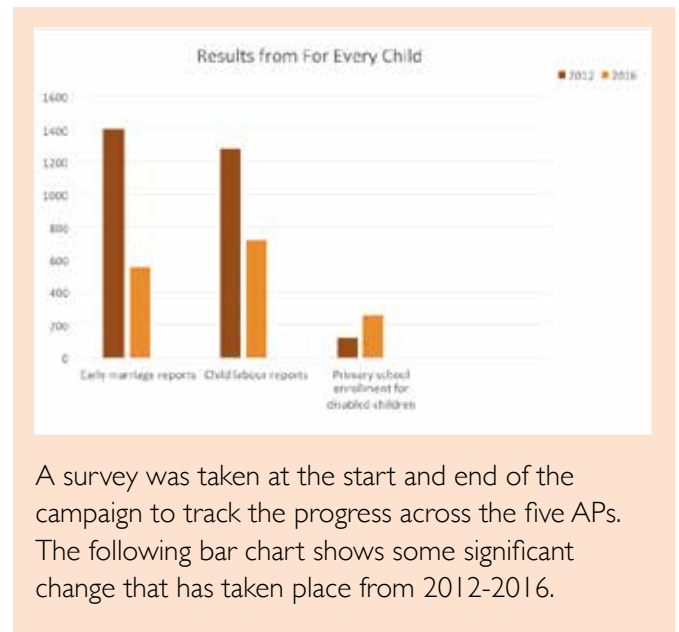 Results from For Every Child
2012 2016
1600
1400
1200
1000
800
600
400
200
0
Early marriage reports Child labour reports Primary school
enrollment for
disabled children
A survey was taken at the start and end of the
campaign to track the progress across the five APs.
The following bar chart shows some significant
change that has taken place from 2012-2016.